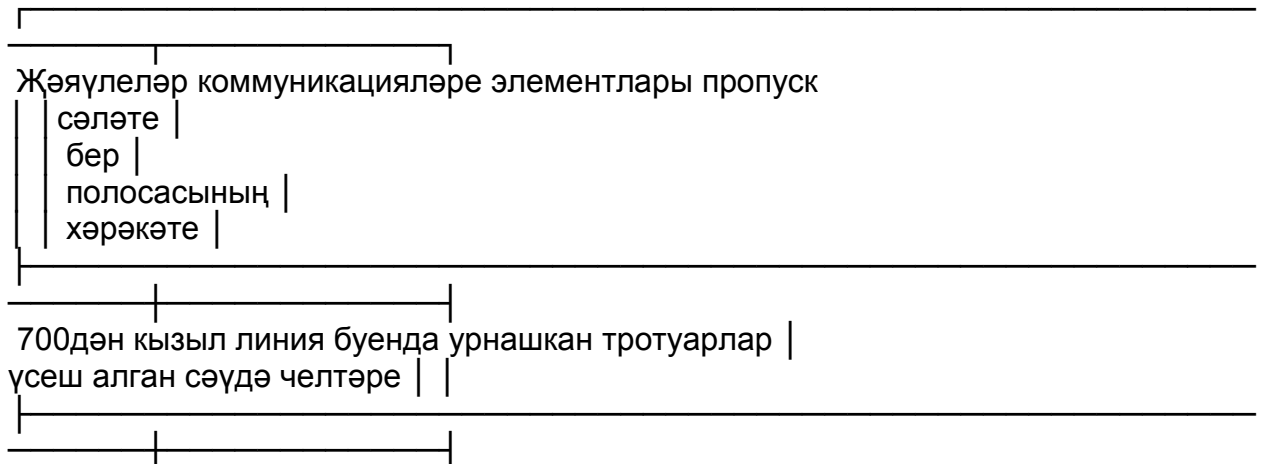 Җәяүлеләр коммуникацияләре элементлары пропуск
сәләте
бер
полосасының
хәрәкәте
700дән кызыл линия буенда урнашкан тротуарлар
үсеш алган сәүдә челтәре